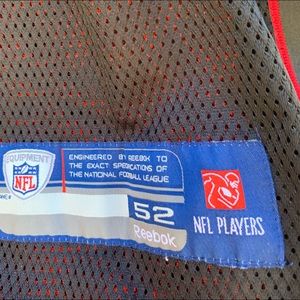 EQUIPMENT
NFL
ENGINEERED BY REEBOK TO
THE EXACT SPECIFICATIONS OF
THE NATIONAL FOOTBALL LEAGUE
52
Reebok
NFL PLAYERS